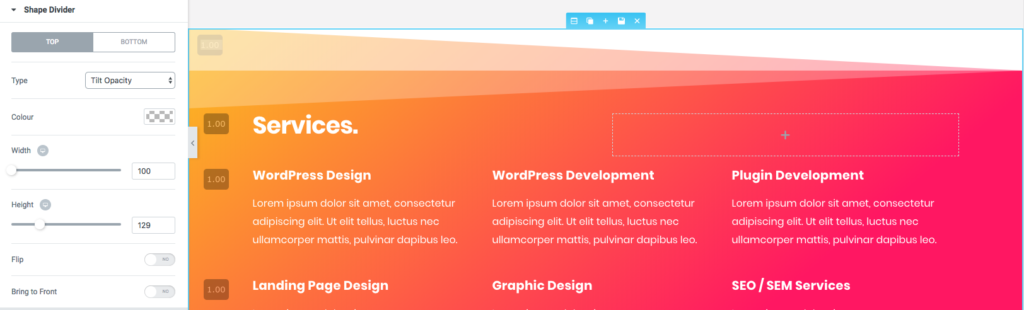 Shape Divider
TOP
BOTTOM
Type
Tilt Opacity
Colour
Width
100
Height
129
Flip
NO
Bring to Front
NO
1.00
1.00
Services.
1.00
WordPress Design
Lorem ipsum dolor sit amet, consectetur
adipiscing elit. Ut elit tellus, luctus nec
ullamcorper mattis, pulvinar dapibus leo.
WordPress Development
Lorem ipsum dolor sit amet, consectetur
adipiscing elit. Ut elit tellus, luctus nec
ullamcorper mattis, pulvinar dapibus leo.
Plugin Development
Lorem ipsum dolor sit amet, consectetur
adipiscing elit. Ut elit tellus, luctus nec
ullamcorper mattis, pulvinar dapibus leo.
1.00
Landing Page Design
Graphic Design
SEO / SEM Services